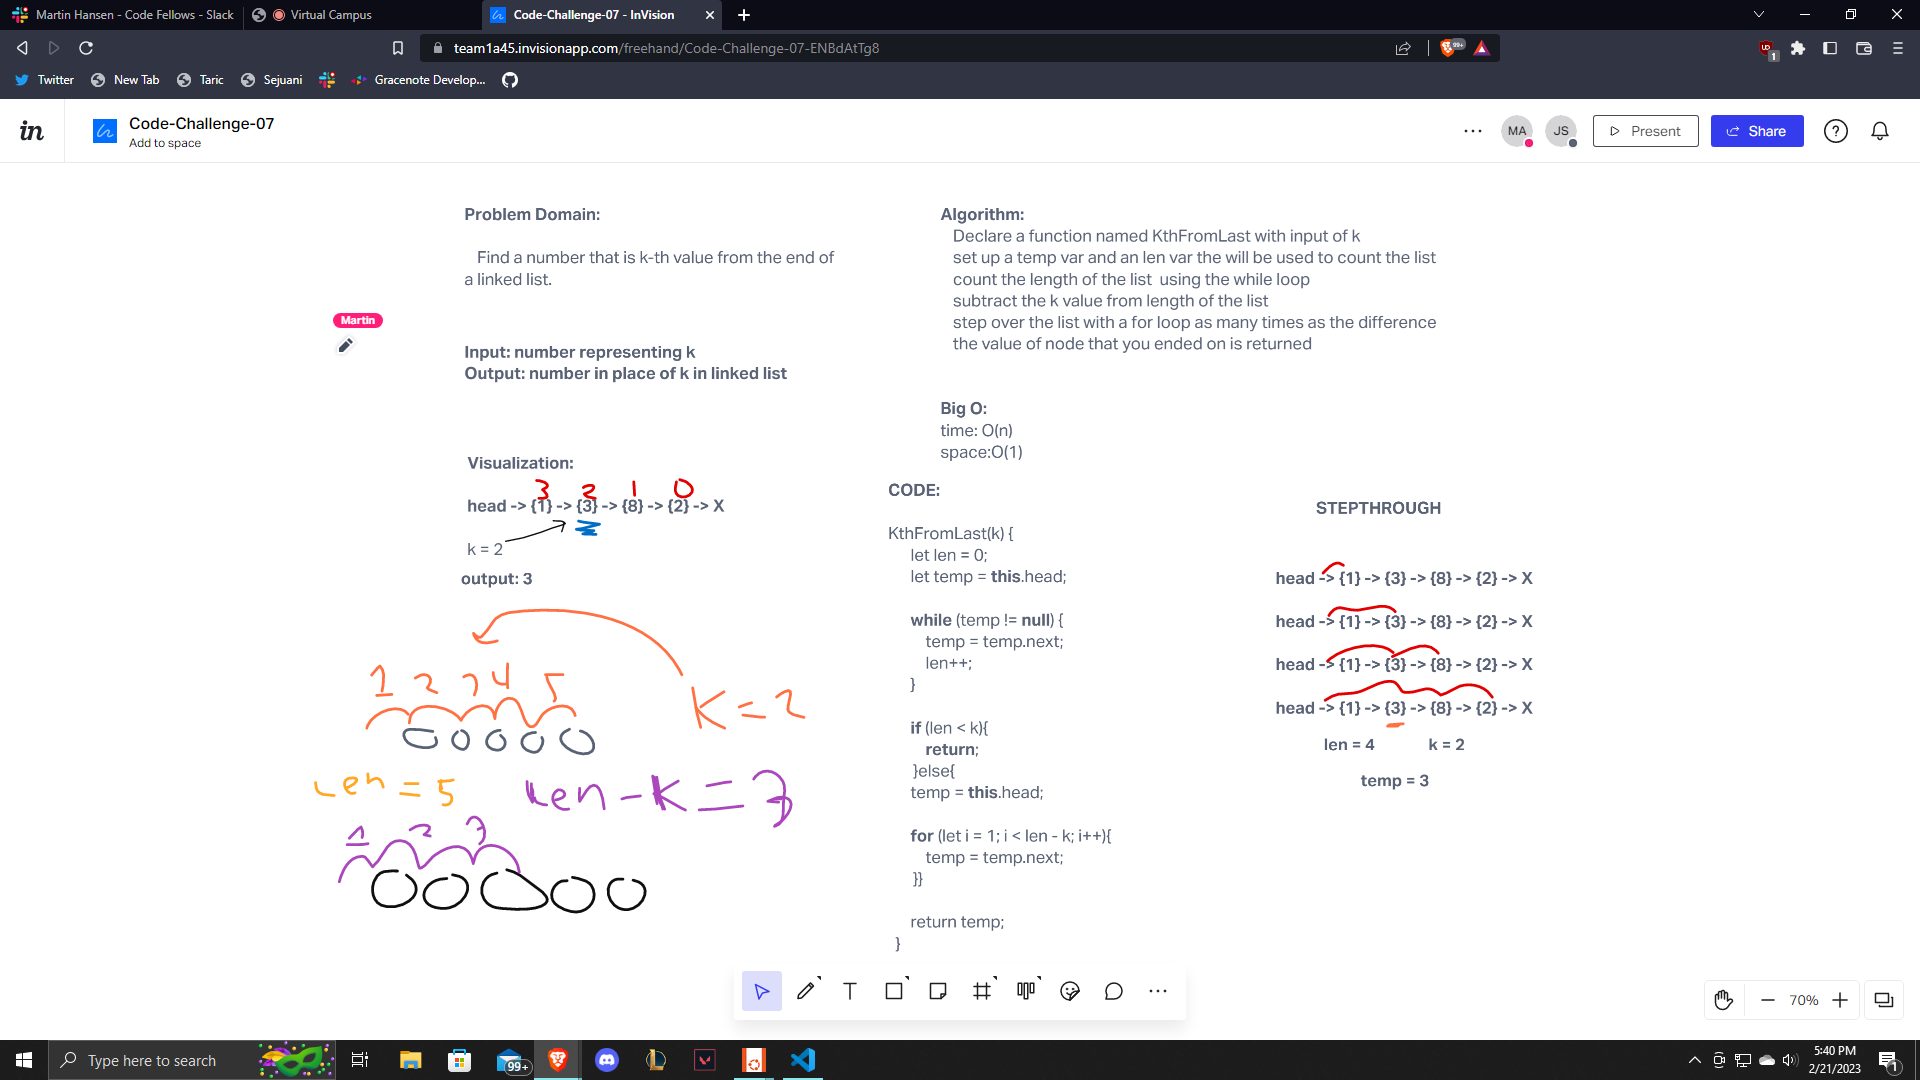 Martin Hansen - Code Fellows - Slack
Virtual Campus
Code-Challenge-07 - InVision
team1a45.invisionapp.com/freehand/Code-Challenge-07-ENBdAtTg8
99+
1
Twitter
New Tab
Taric
Sejuani
Gracenote Develop...
in
Code-Challenge-07
Add to space
MA
JS
Present
Share
Problem Domain:
Find a number that is k-th value from the end of
a linked list.
Martin
Input: number representing k
Output: number in place of k in linked list
Visualization:
3 2 1 0
head -> {1} -> {3} -> {8} -> {2} -> X
k = 2
output: 3
1 2 3 4 5
K = 2
Len = 5
Len - K = 3
1 2 3
Algorithm:
Declare a function named KthFromLast with input of k
set up a temp var and an len var the will be used to count the list
count the length of the list using the while loop
subtract the k value from length of the list
step over the list with a for loop as many times as the difference
the value of node that you ended on is returned
Big O:
time: O(n)
space:O(1)
CODE:
KthFromLast(k) {
let len = 0;
let temp = this.head;
while (temp != null) {
temp = temp.next;
len++;
}
if (len < k){
return;
}else{
temp = this.head;
for (let i = 1; i < len - k; i++){
temp = temp.next;
}}
return temp;
}
STEPTHROUGH
head -> {1} -> {3} -> {8} -> {2} -> X
head -> {1} -> {3} -> {8} -> {2} -> X
head -> {1} -> {3} -> {8} -> {2} -> X
head -> {1} -> {3} -> {8} -> {2} -> X
len = 4 k = 2
temp = 3
70%
Type here to search
99+
5:40 PM
2/21/2023
1